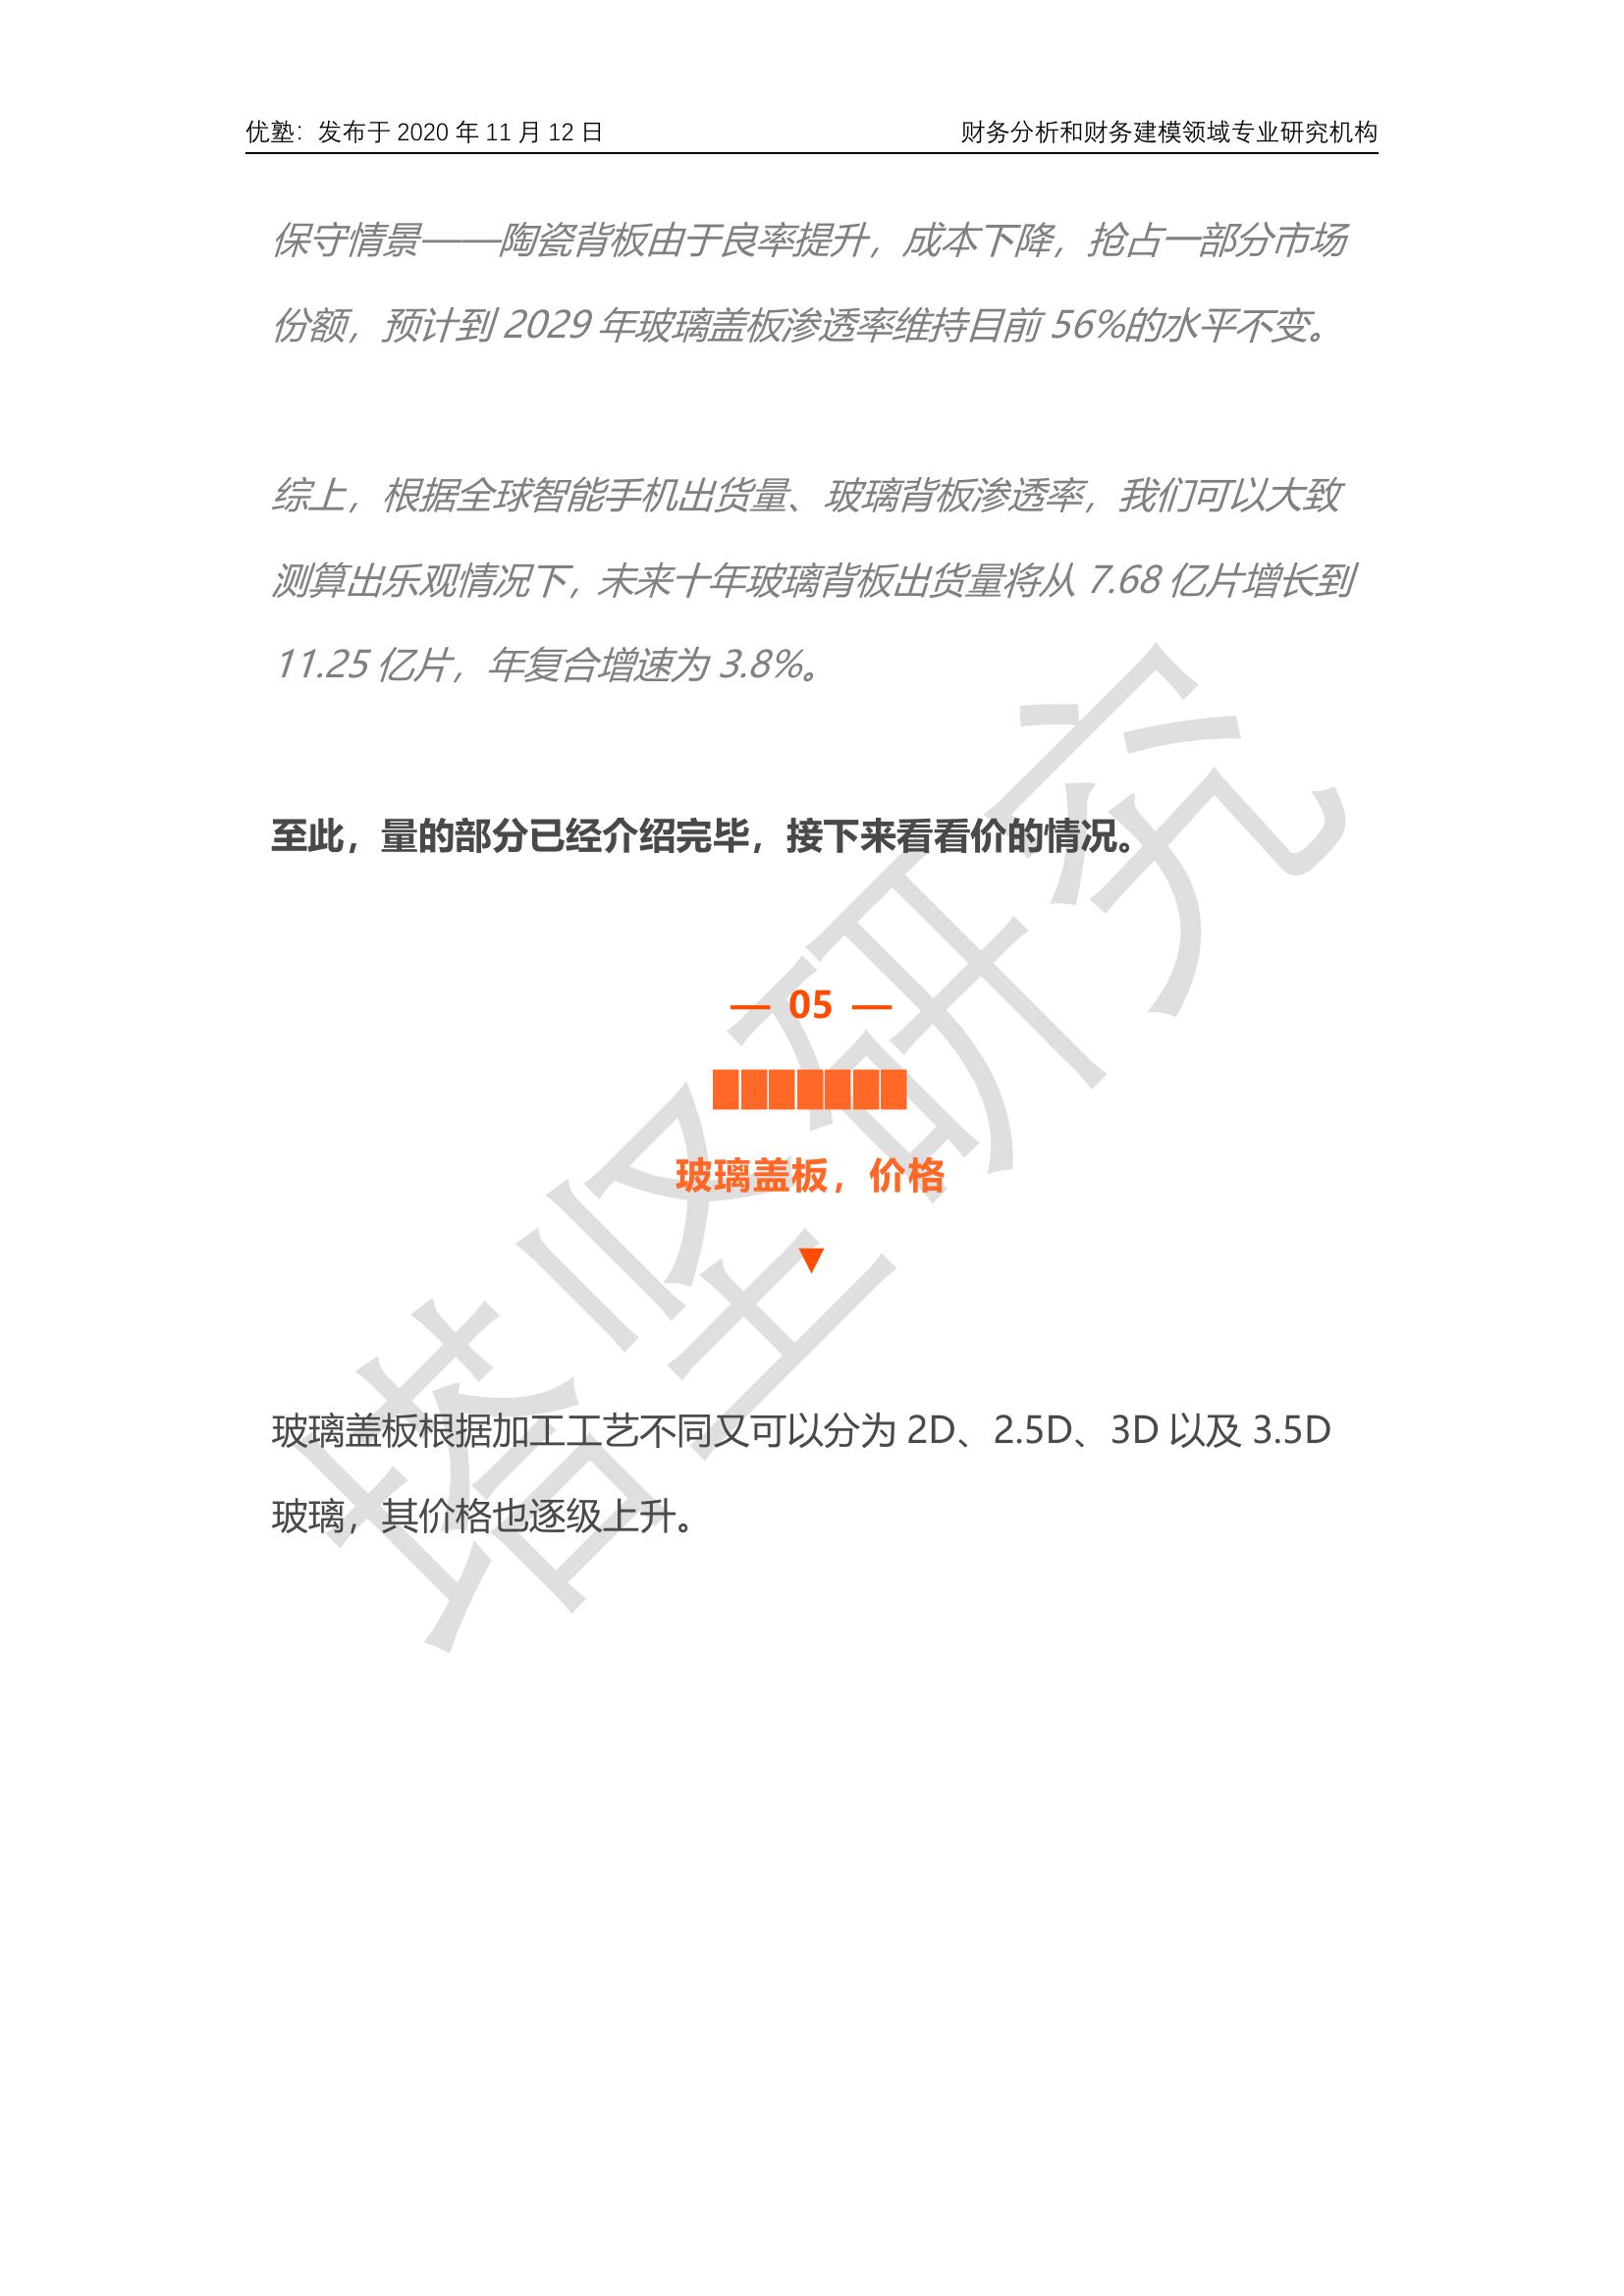 优塾：发布于 2020 年 11 月 12 日
财务分析和财务建模领域专业研究机构
保守情景——陶瓷背板由于良率提升，成本下降，抢占一部分市场
份额，预计到 2029 年玻璃盖板渗透率维持目前 56%的水平不变。
综上，根据全球智能手机出货量、玻璃背板渗透率，我们可以大致
测算出乐观情况下，未来十年玻璃背板出货量将从 7.68 亿片增长到
11.25 亿片，年复合增速为 3.8%。
至此，量的部分已经介绍完毕，接下来看看价的情况。
— 05 —
███████
玻璃盖板，价格
▼
玻璃盖板根据加工工艺不同又可以分为 2D、2.5D、3D 以及 3.5D
玻璃，其价格也逐级上升。
塔坚研究